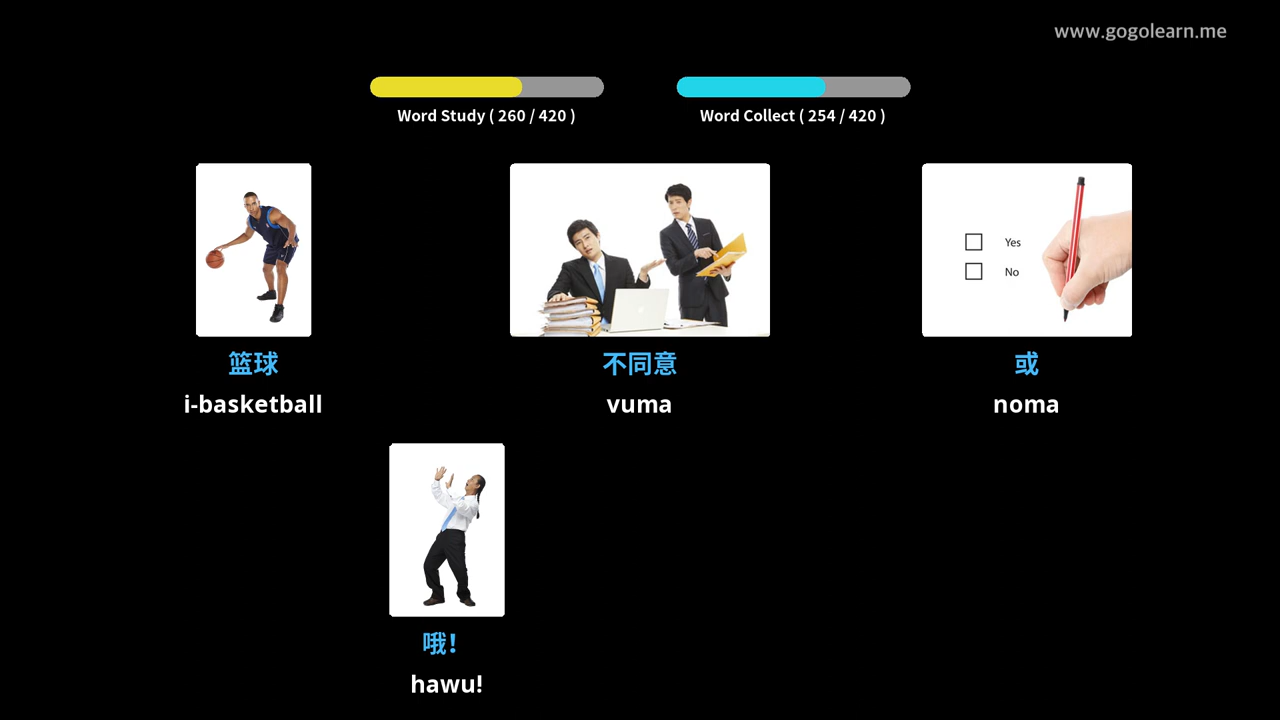 www.gogolearn.me
Word Study ( 260 / 420 )
Word Collect ( 254 / 420 )
Yes
No
篮球
不同意
或
i-basketball
vuma
noma
哦!
hawu!